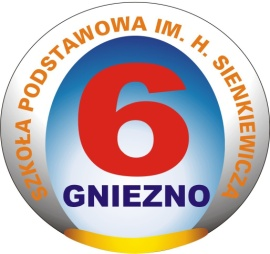 SZKOŁA PODSTAWOWA IM. H. SIENKIEWICZA
6
GNIEZNO